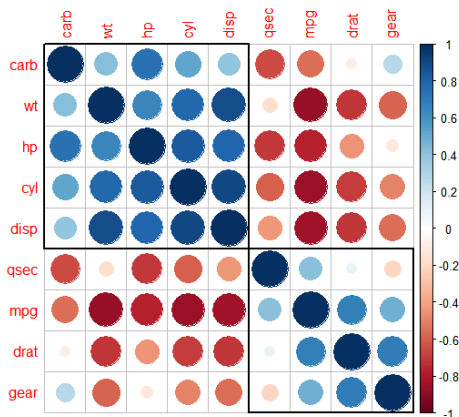 carb wt hp cyl disp qsec mpg drat gear
carb
wt
hp
cyl
disp
qsec
mpg
drat
gear
1
0.8
0.6
0.4
0.2
0
-0.2
-0.4
-0.6
-0.8
-1